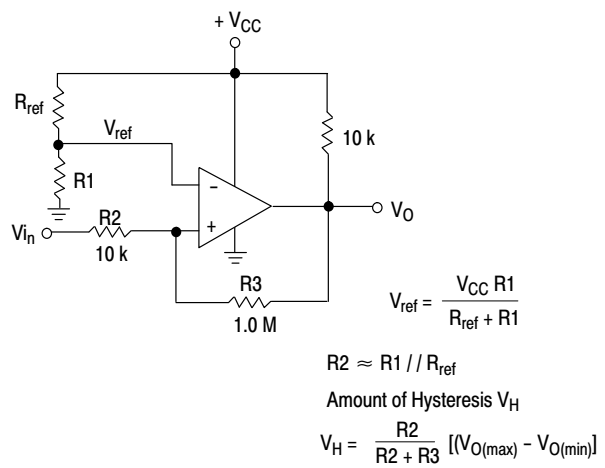 + VCC
Rref
Vref
10 k
R1
-
VO
R2
+
Vin
10 k
R3
1.0 M
Vref = VCC R1 / Rref + R1
R2 ≈ R1 // Rref
Amount of Hysteresis VH
VH = R2 / R2 + R3 [(VO(max) - VO(min)]